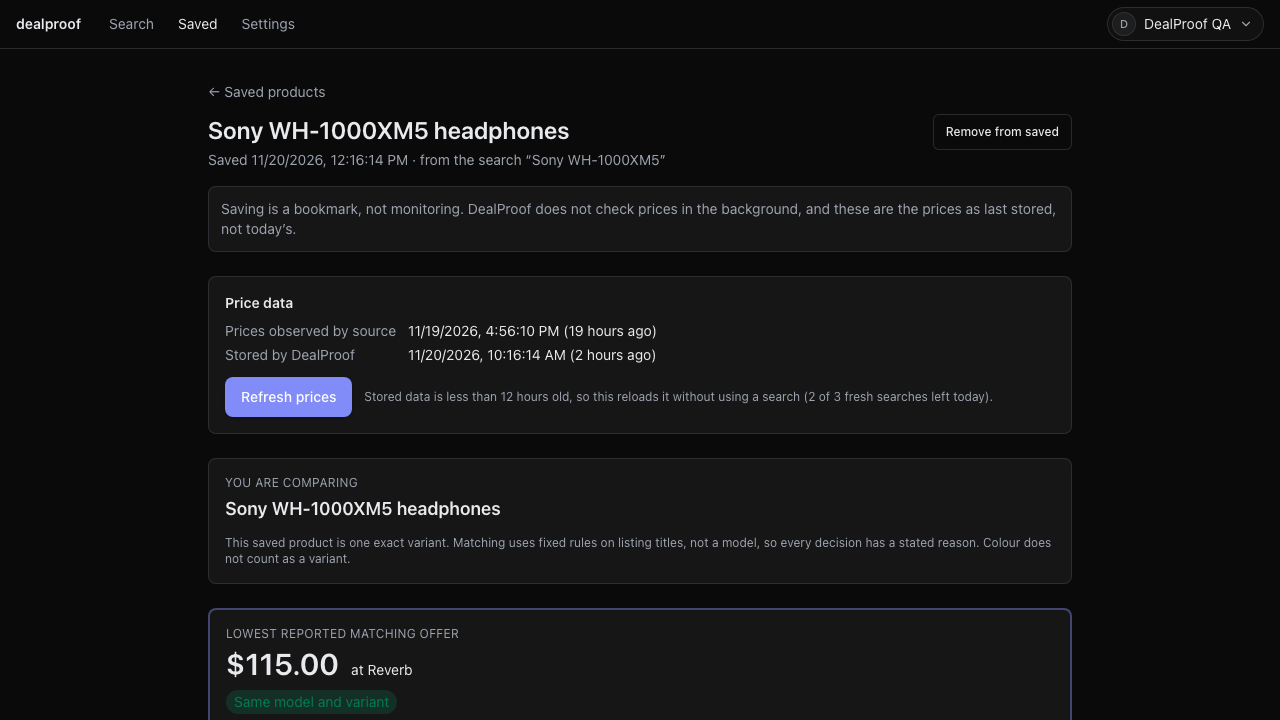 dealproof
Search
Saved
Settings
D
DealProof QA
← Saved products
Sony WH-1000XM5 headphones
Remove from saved
Saved 11/20/2026, 12:16:14 PM · from the search “Sony WH-1000XM5”
Saving is a bookmark, not monitoring. DealProof does not check prices in the background, and these are the prices as last stored,
not today’s.
Price data
Prices observed by source 11/19/2026, 4:56:10 PM (19 hours ago)
Stored by DealProof 11/20/2026, 10:16:14 AM (2 hours ago)
Refresh prices
Stored data is less than 12 hours old, so this reloads it without using a search (2 of 3 fresh searches left today).
YOU ARE COMPARING
Sony WH-1000XM5 headphones
This saved product is one exact variant. Matching uses fixed rules on listing titles, not a model, so every decision has a stated reason. Colour does
not count as a variant.
LOWEST REPORTED MATCHING OFFER
$115.00 at Reverb
Same model and variant